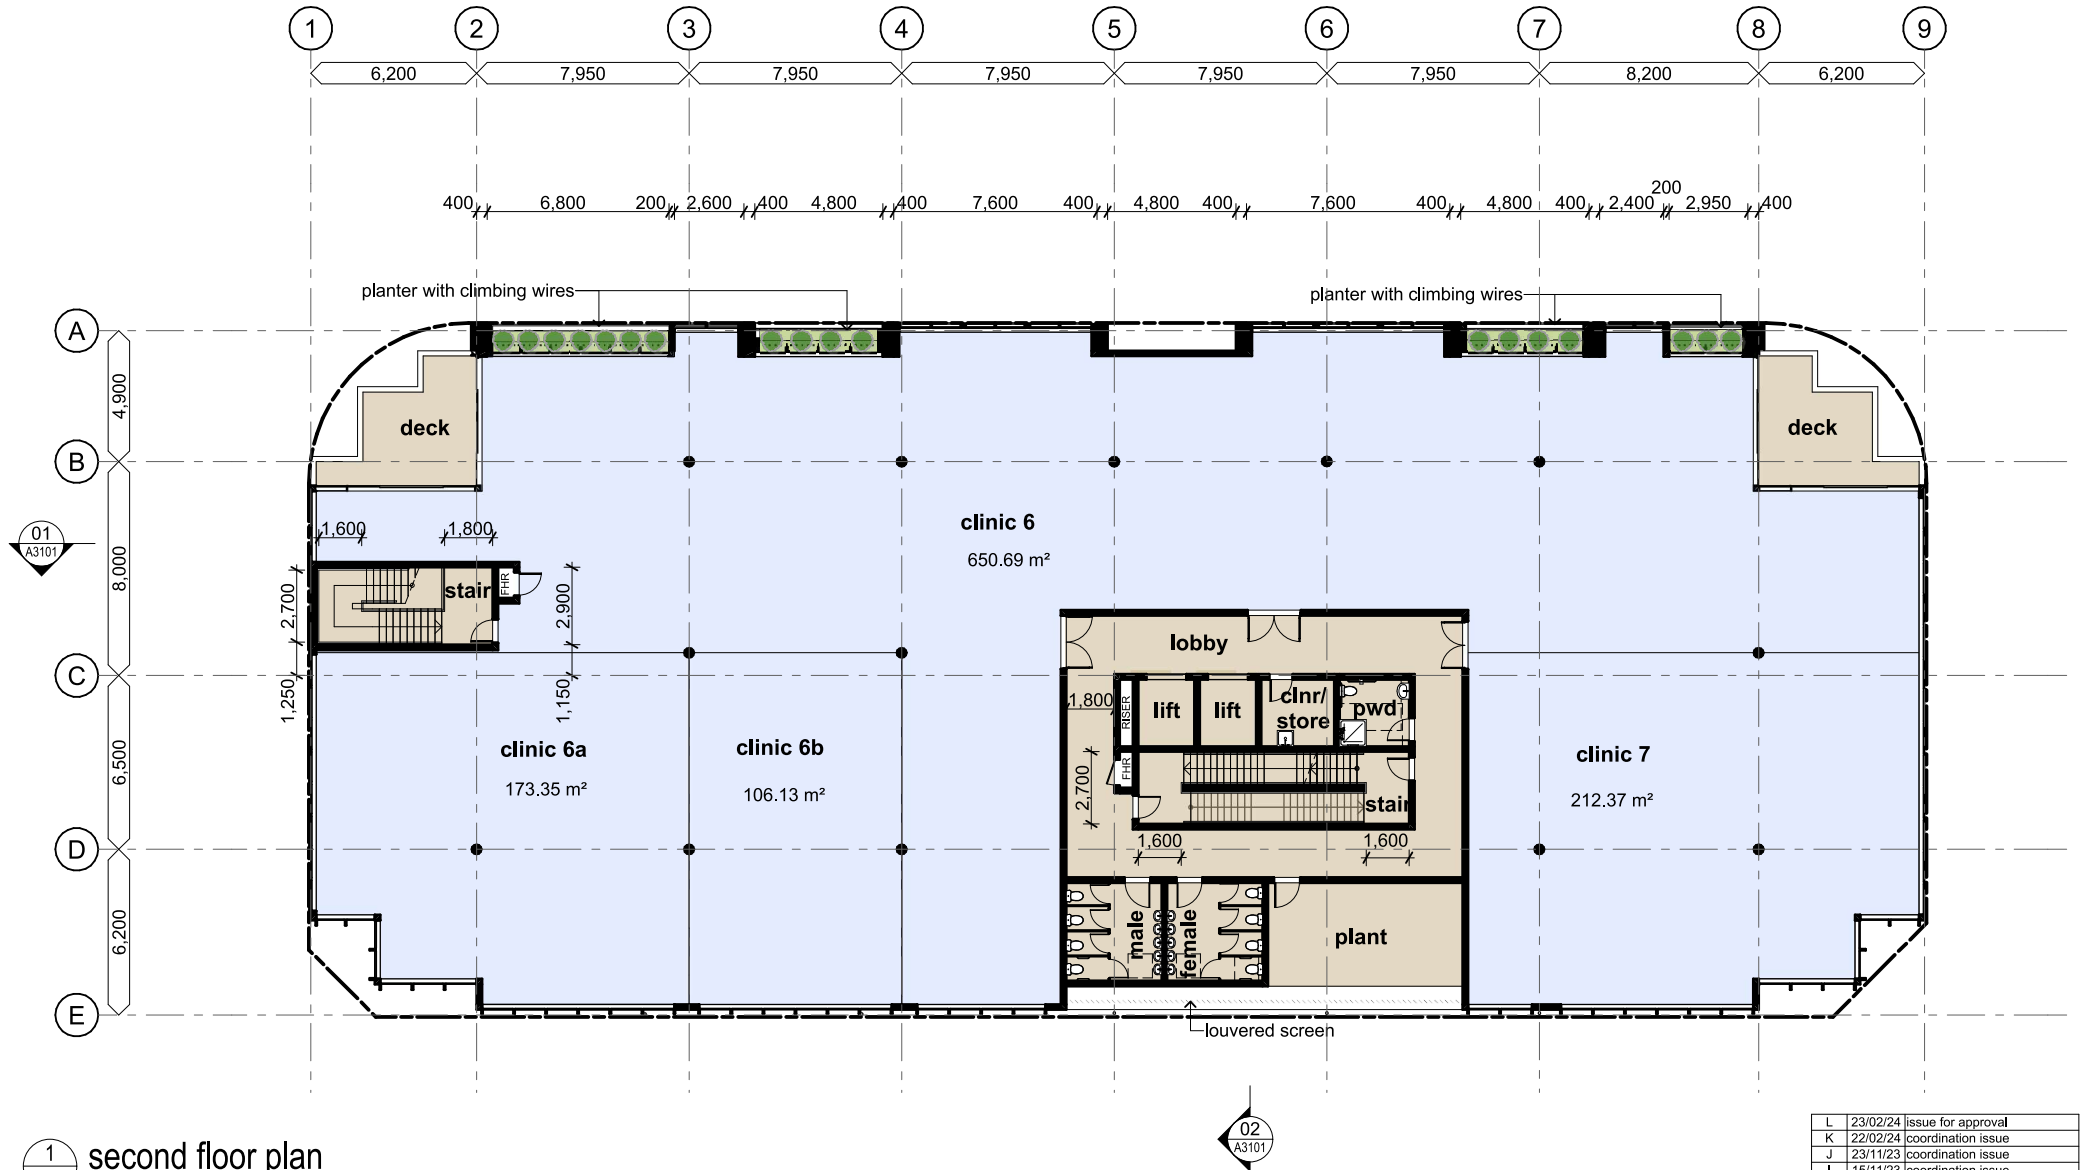 1 2 3 4 5 6 7 8 9
6,200 7,950 7,950 7,950 7,950 7,950 8,200 6,200
200
400 6,800 200 2,600 400 4,800 400 7,600 400 4,800 400 7,600 400 4,800 400 2,400 2,950 400
planter with climbing wires
planter with climbing wires
A
4,900
deck
deck
B
01
A3101
8,000
1,600
1,800
clinic 6
650.69 m²
2,700
stair
FHR
2,900
lobby
C
1,250
1,150
1,800
RISER
lift
lift
clnr/
store
pwd
6,500
clinic 6a
173.35 m²
clinic 6b
106.13 m²
clinic 7
212.37 m²
FHR
2,700
stair
D
1,600
1,600
6,200
male
female
plant
E
louvered screen
02
A3101
1
second floor plan
L 23/02/24 issue for approval
K 22/02/24 coordination issue
J 23/11/23 coordination issue
I 15/11/23 coordination issue